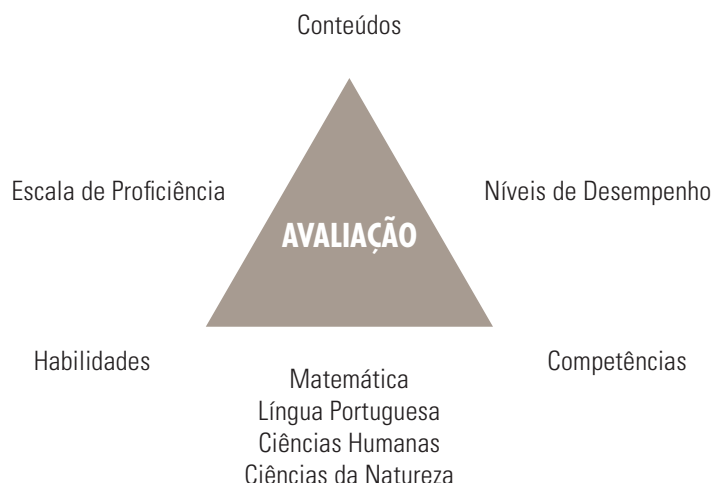 Conteúdos
Escala de Proficiência
Níveis de Desempenho
AVALIAÇÃO
Habilidades
Competências
Matemática
Língua Portuguesa
Ciências Humanas
Ciências da Natureza